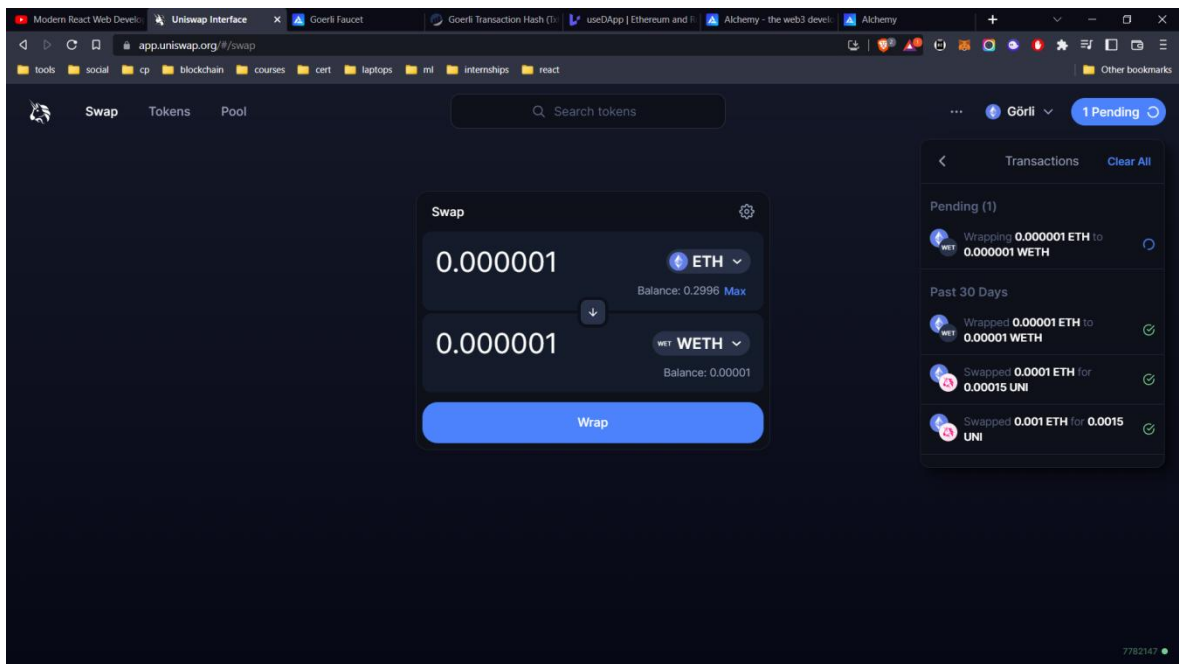 Modern React Web Develo
Uniswap Interface
Goerli Faucet
Goerli Transaction Hash (Tx
useDApp | Ethereum and R
Alchemy - the web3 develo
Alchemy
app.uniswap.org/#/swap
tools
social
cp
blockchain
courses
cert
laptops
ml
internships
react
Other bookmarks
Swap
Tokens
Pool
Search tokens
Görli
1 Pending
Transactions
Clear All
Swap
0.000001
ETH
Balance: 0.2996 Max
0.000001
WET WETH
Balance: 0.00001
Wrap
Pending (1)
WET
Wrapping 0.000001 ETH to
0.000001 WETH
Past 30 Days
WET
Wrapped 0.00001 ETH to
0.00001 WETH
Swapped 0.0001 ETH for
0.00015 UNI
Swapped 0.001 ETH for 0.0015
UNI
7782147